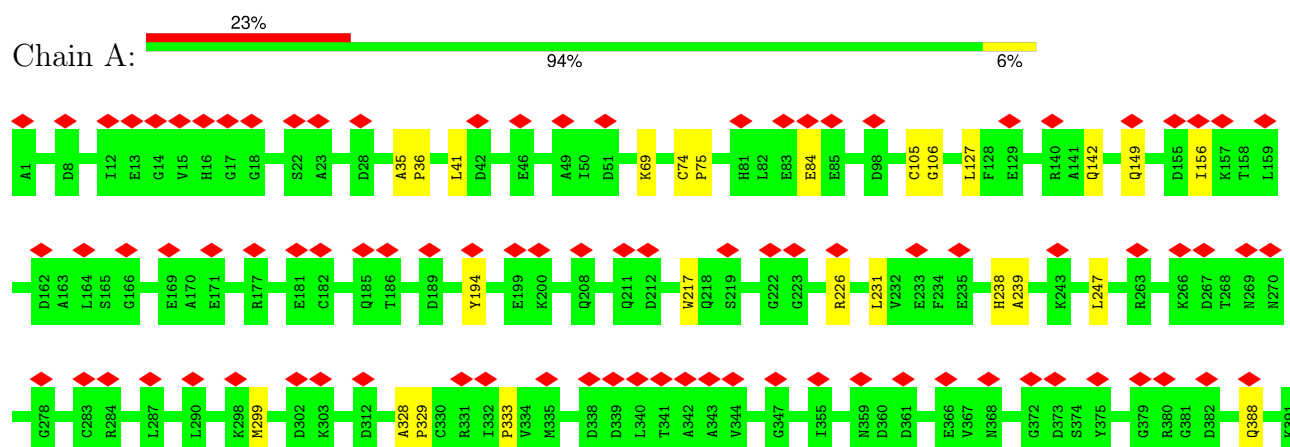 23%
Chain A:
94%
6%
A1 D8 I12 E13 G14 V15 H16 G17 G18 S22 A23 D28 A35 P36 L41 D42 E46 A49 I50 D51 K69 C74 P75 H81 L82 E83 E84 E85 D98 C105 G106 L127 F128 E129 R140 A141 Q142 Q149 D155 I156 K157 T158 L159
D162 A163 L164 S165 G166 E169 A170 E171 R177 E181 C182 Q185 T186 D189 Y194 E199 K200 Q208 Q211 D212 W217 Q218 S219 G222 G223 R226 L231 V232 E233 F234 E235 H238 A239 K243 L247 R263 K266 D267 T268 N269 N270
G278 C283 R284 L287 L290 K298 M299 D302 K303 D312 A328 P329 C330 R331 I332 P333 V334 M335 D338 D339 L340 T341 A342 A343 V344 G347 I355 N359 D360 D361 E366 V367 N368 G372 D373 S374 Y375 G379 R380 G381 D382 Q388 K391